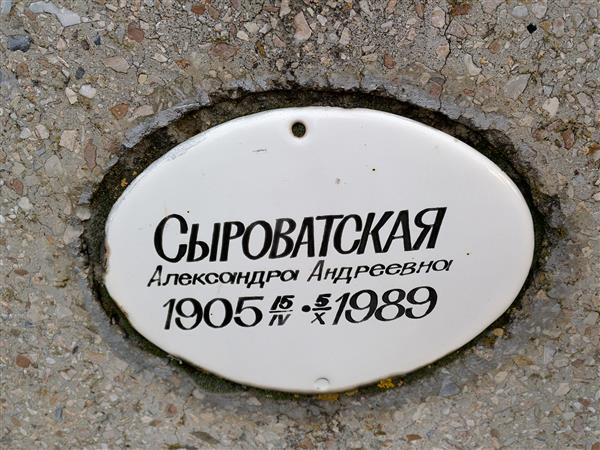 Сыроватская
Александра Андреевна
1905 15/IV • 5/X 1989